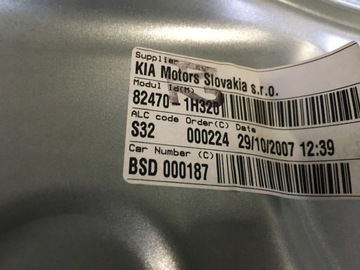 Supplier
KIA Motors Slovakia s.r.o.
Modul Id(M)
82470-1H320
ALC code Order(C) Date
S32 000224 29/10/2007 12:39
Car Number (C)
BSD 000187